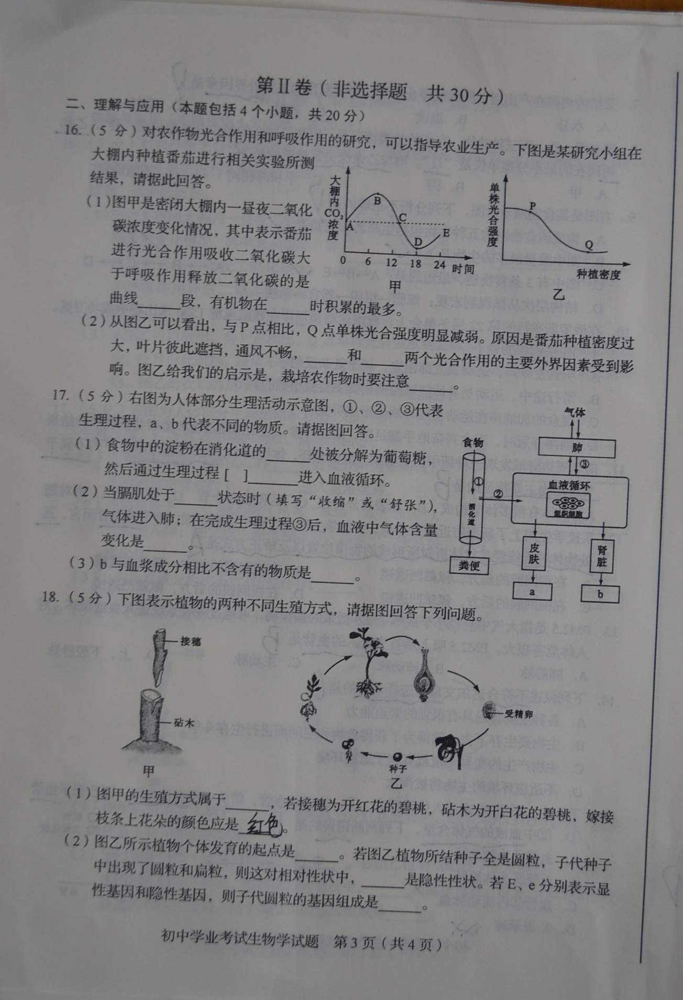 第Ⅱ卷（非选择题　共30分）
二、理解与应用（本题包括4个小题，共20分）
16.（5 分）对农作物光合作用和呼吸作用的研究，可以指导农业生产。下图是某研究小组在
大棚内种植番茄进行相关实验所测
结果，请据此回答。
（1）图甲是密闭大棚内一昼夜二氧化
碳浓度变化情况，其中表示番茄
进行光合作用吸收二氧化碳大
于呼吸作用释放二氧化碳的是
曲线______段，有机物在______时积累的最多。
大棚内CO₂浓度
A
B
C
D
E
0 6 12 18 24 时间
甲
单株光合强度
P
Q
种植密度
乙
（2）从图乙可以看出，与P点相比，Q点单株光合强度明显减弱。原因是番茄种植密度过
大，叶片彼此遮挡，通风不畅，______和______两个光合作用的主要外界因素受到影
响。图乙给我们的启示是，栽培农作物时要注意______。
17.（5 分）右图为人体部分生理活动示意图，①、②、③代表
生理过程，a、b代表不同的物质。请据图回答。
（1）食物中的淀粉在消化道的______处被分解为葡萄糖，
然后通过生理过程［　］_______进入血液循环。
（2）当膈肌处于______状态时（填写“收缩”或“舒张”），
气体进入肺；在完成生理过程③后，血液中气体含量
变化是______。
（3）b与血浆成分相比不含有的物质是______。
气体
食物
肺
③
①
血液循环
②
消化道
组织细胞
皮肤
肾脏
粪便
a
b
18.（5分）下图表示植物的两种不同生殖方式，请据图回答下列问题。
接穗
砧木
甲
受精卵
种子
乙
（1）图甲的生殖方式属于______，若接穗为开红花的碧桃，砧木为开白花的碧桃，嫁接
枝条上花朵的颜色应是红色。
（2）图乙所示植物个体发育的起点是______。若图乙植物所结种子全是圆粒，子代种子
中出现了圆粒和扁粒，则这对相对性状中，______是隐性性状。若E、e分别表示显
性基因和隐性基因，则子代圆粒的基因组成是______。
初中学业考试生物学试题　第3页（共4页）